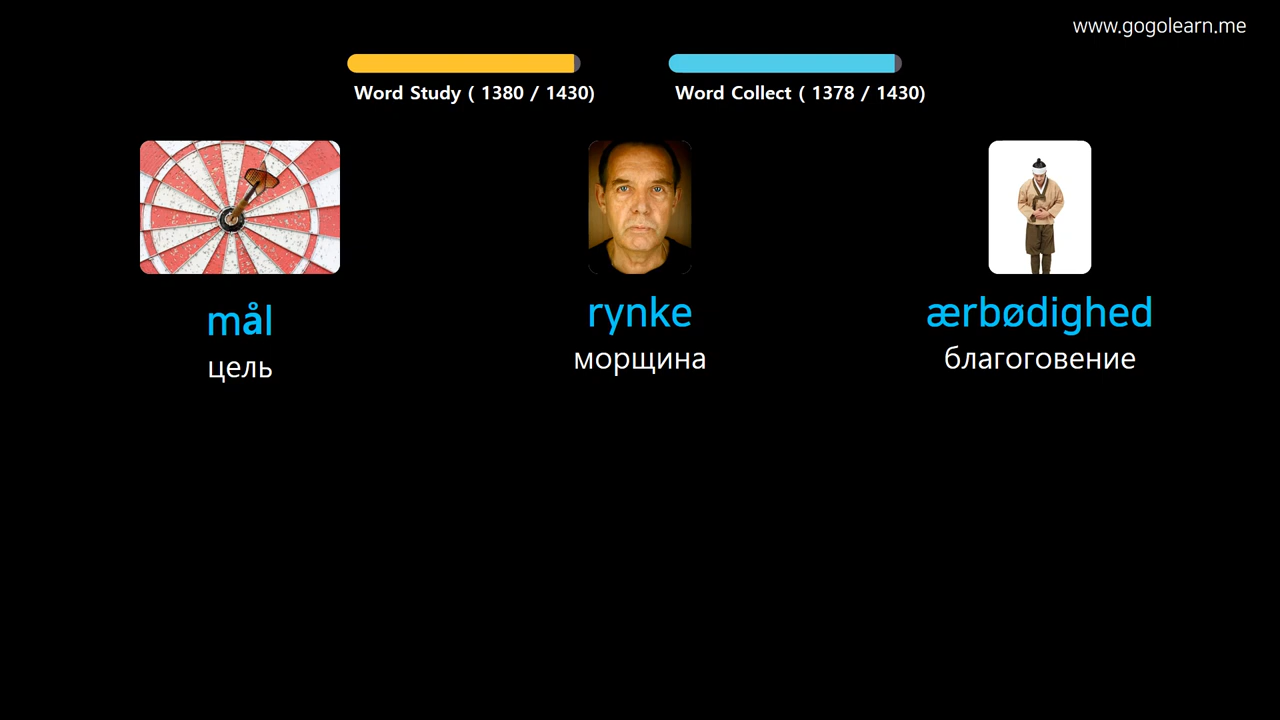 www.gogolearn.me
Word Study ( 1380 / 1430)
Word Collect ( 1378 / 1430)
mål
цель
rynke
морщина
ærbødighed
благоговение